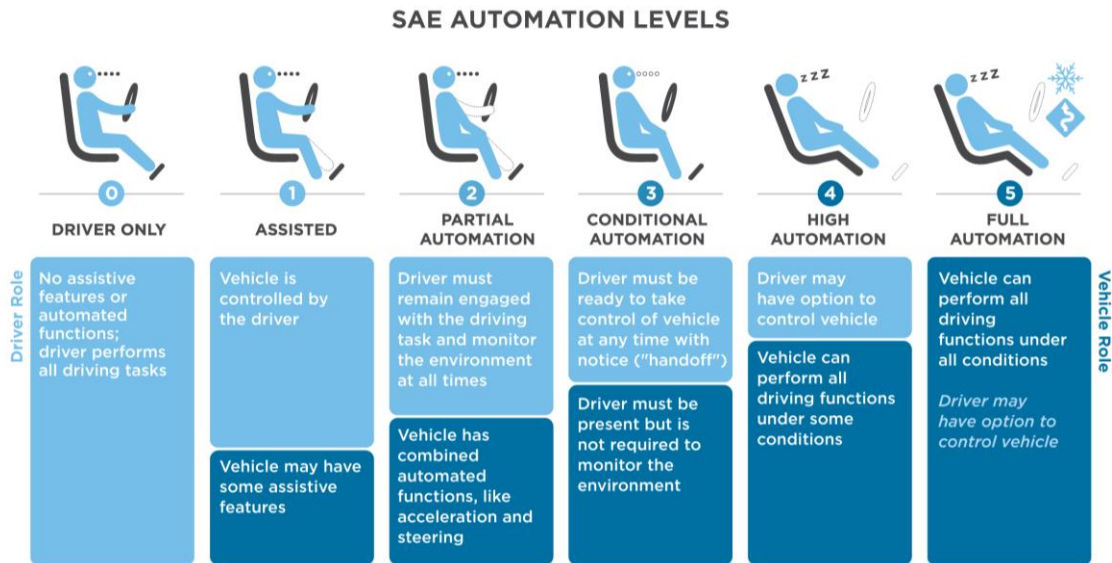 SAE AUTOMATION LEVELS
zzz
zzz
0
DRIVER ONLY
1
ASSISTED
2
PARTIAL
AUTOMATION
3
CONDITIONAL
AUTOMATION
4
HIGH
AUTOMATION
5
FULL
AUTOMATION
Driver Role
No assistive
features or
automated
functions;
driver performs
all driving tasks
Vehicle is
controlled by
the driver
Vehicle may have
some assistive
features
Driver must
remain engaged
with the driving
task and monitor
the environment
at all times
Vehicle has
combined
automated
functions, like
acceleration and
steering
Driver must be
ready to take
control of vehicle
at any time with
notice ("handoff")
Driver must be
present but is
not required to
monitor the
environment
Driver may
have option to
control vehicle
Vehicle can
perform all
driving functions
under some
conditions
Vehicle can
perform all
driving
functions under
all conditions
Driver may
have option to
control vehicle
Vehicle Role